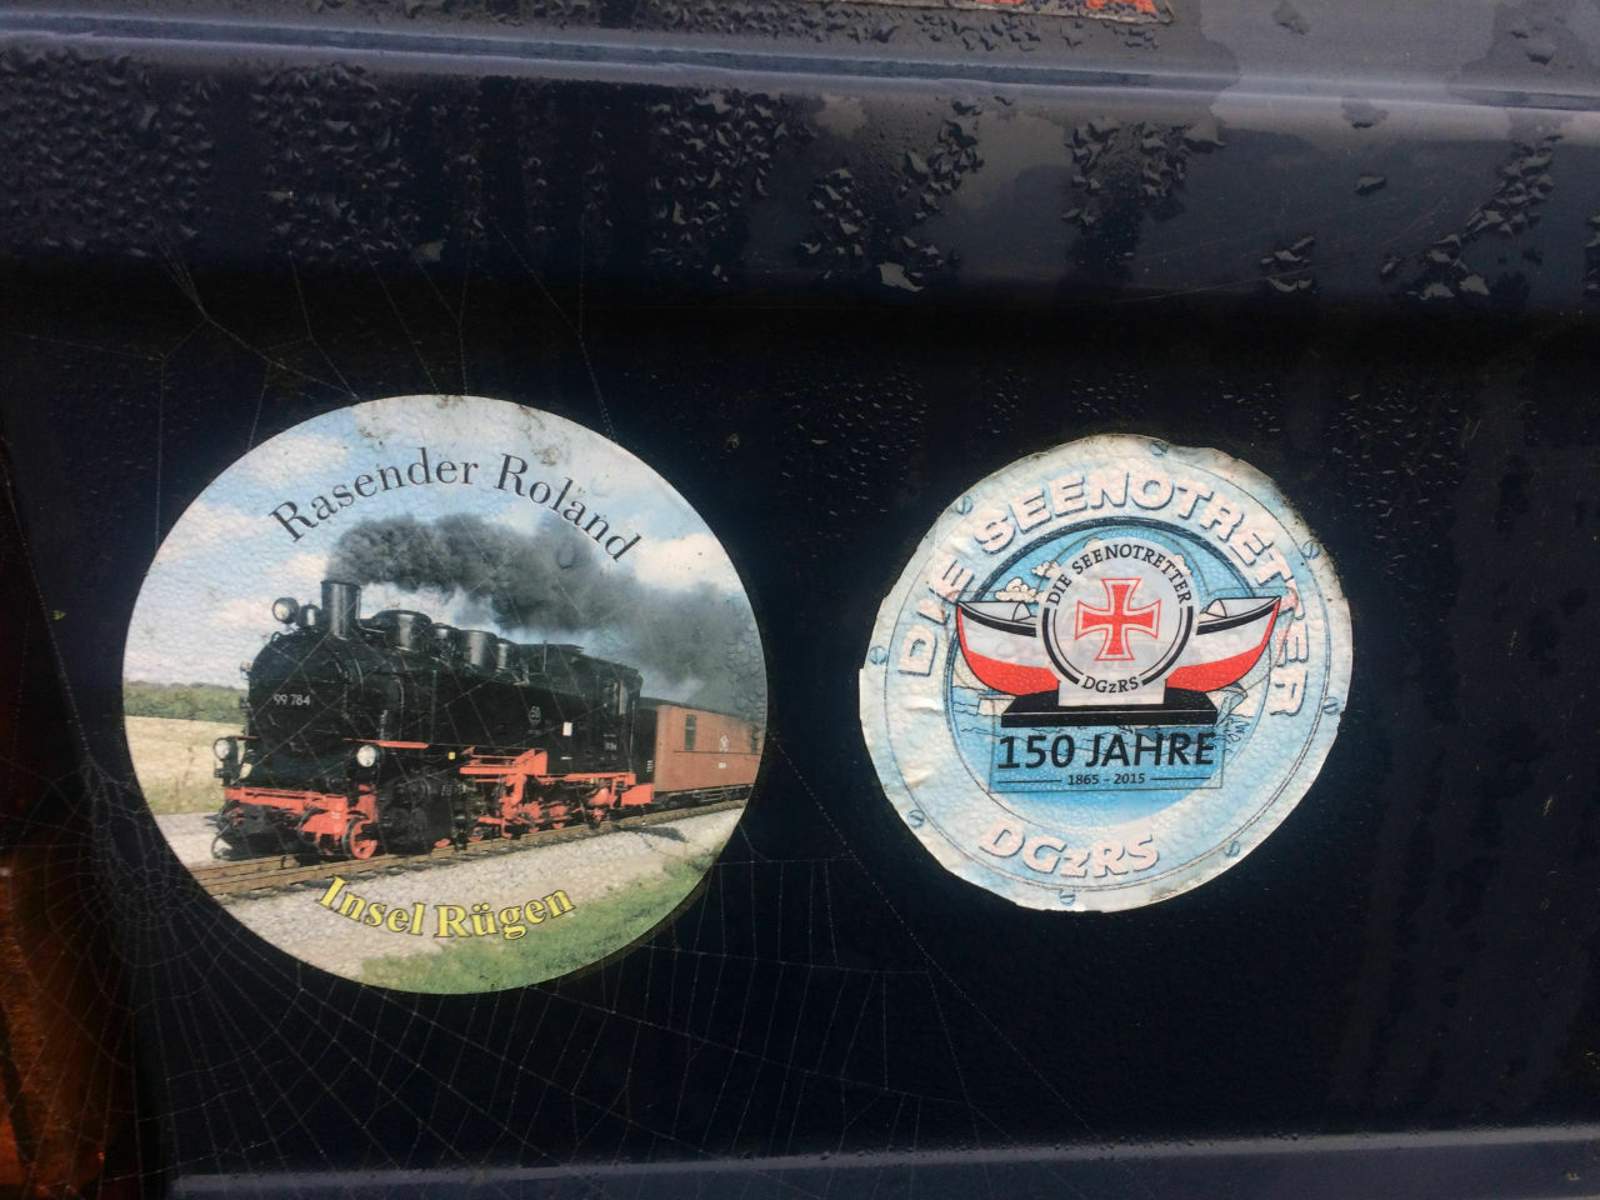 Rasender Roland
99 784
Insel Rügen
DIE SEENOTRETTER
DIE SEENOTRETTER
DGzRS
150 JAHRE
1865 - 2015
DGzRS